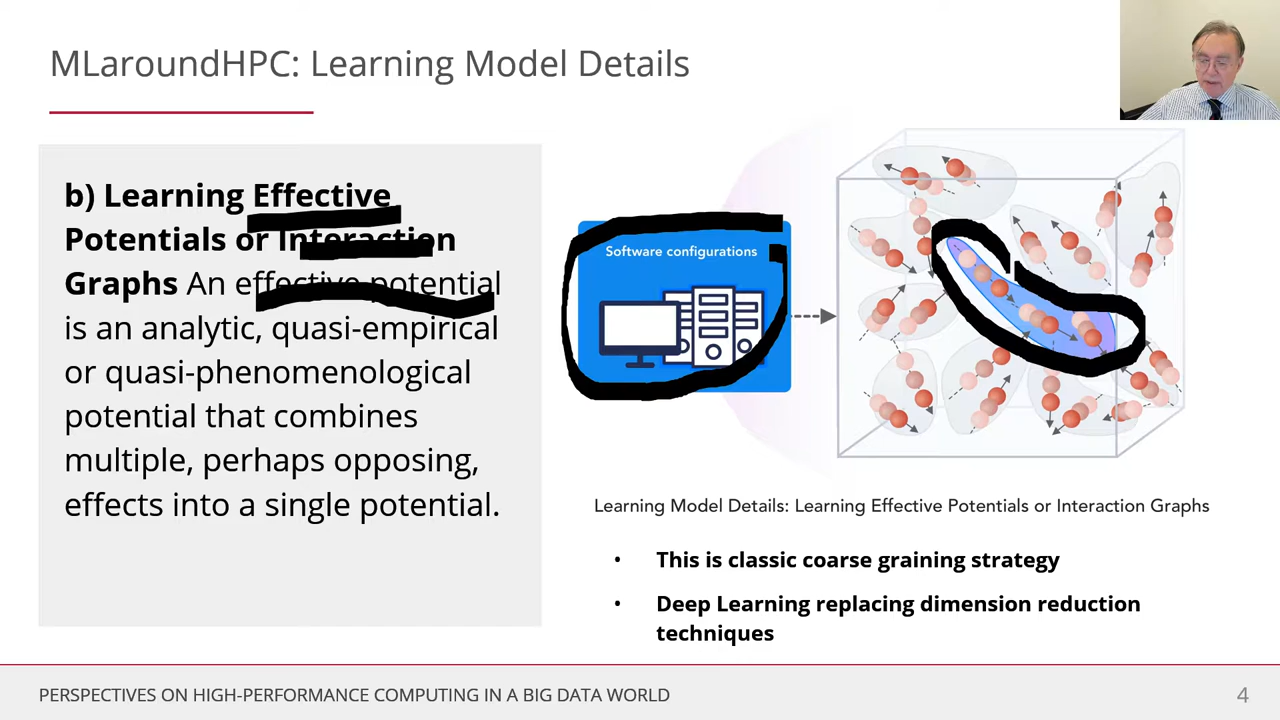 MLaroundHPC: Learning Model Details
b) Learning Effective
Potentials or Interaction
Graphs An effective potential
is an analytic, quasi-empirical
or quasi-phenomenological
potential that combines
multiple, perhaps opposing,
effects into a single potential.
Software configurations
Learning Model Details: Learning Effective Potentials or Interaction Graphs
• This is classic coarse graining strategy
• Deep Learning replacing dimension reduction
techniques
PERSPECTIVES ON HIGH-PERFORMANCE COMPUTING IN A BIG DATA WORLD
4